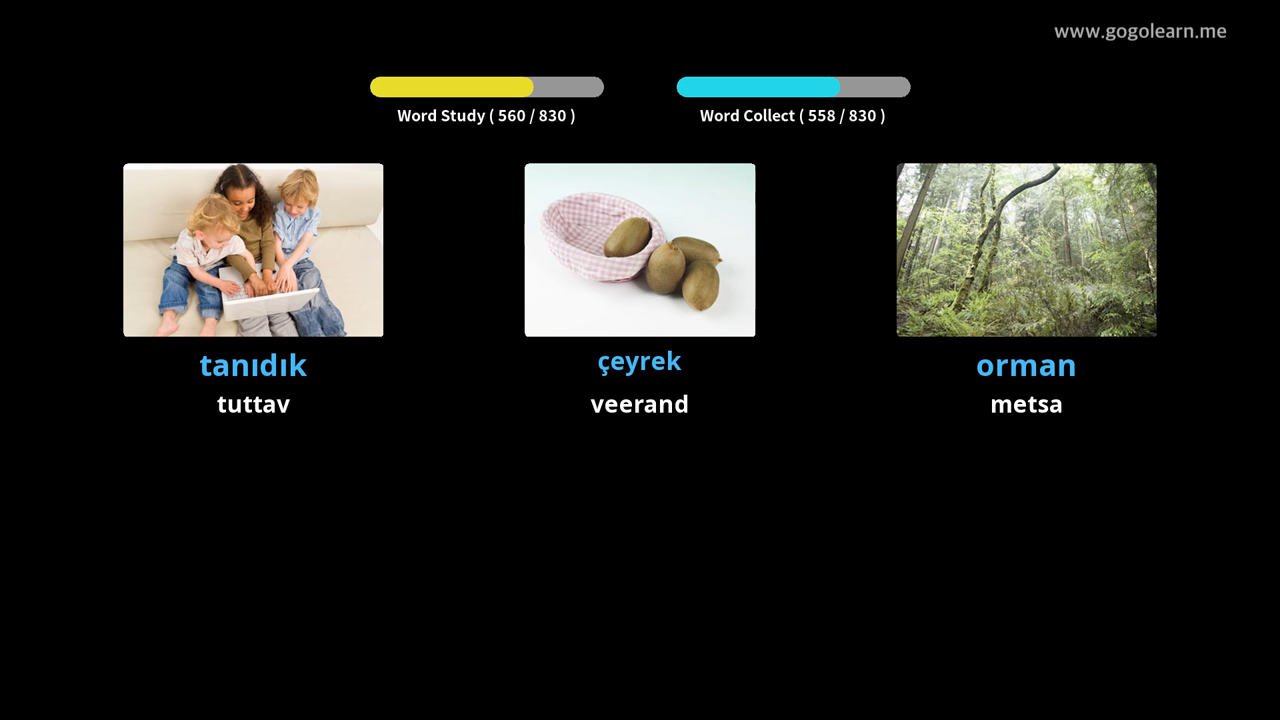 www.gogolearn.me
Word Study ( 560 / 830 )
Word Collect ( 558 / 830 )
tanıdık
çeyrek
orman
tuttav
veerand
metsa